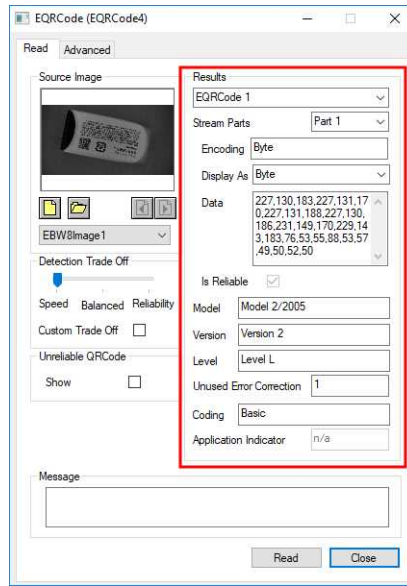 EQRCode (EQRCode4)
Read
Advanced
Source Image
EBW8Image1
Detection Trade Off
Speed Balanced Reliability
Custom Trade Off
Unreliable QRCode
Show
Results
EQRCode 1
Stream Parts Part 1
Encoding Byte
Display As Byte
Data 227,130,183,227,131,17
0,227,131,188,227,130,
186,231,149,170,229,14
3,183,76,53,55,88,53,57
,49,50,52,50
Is Reliable
Model Model 2/2005
Version Version 2
Level Level L
Unused Error Correction 1
Coding Basic
Application Indicator n/a
Message
Read Close